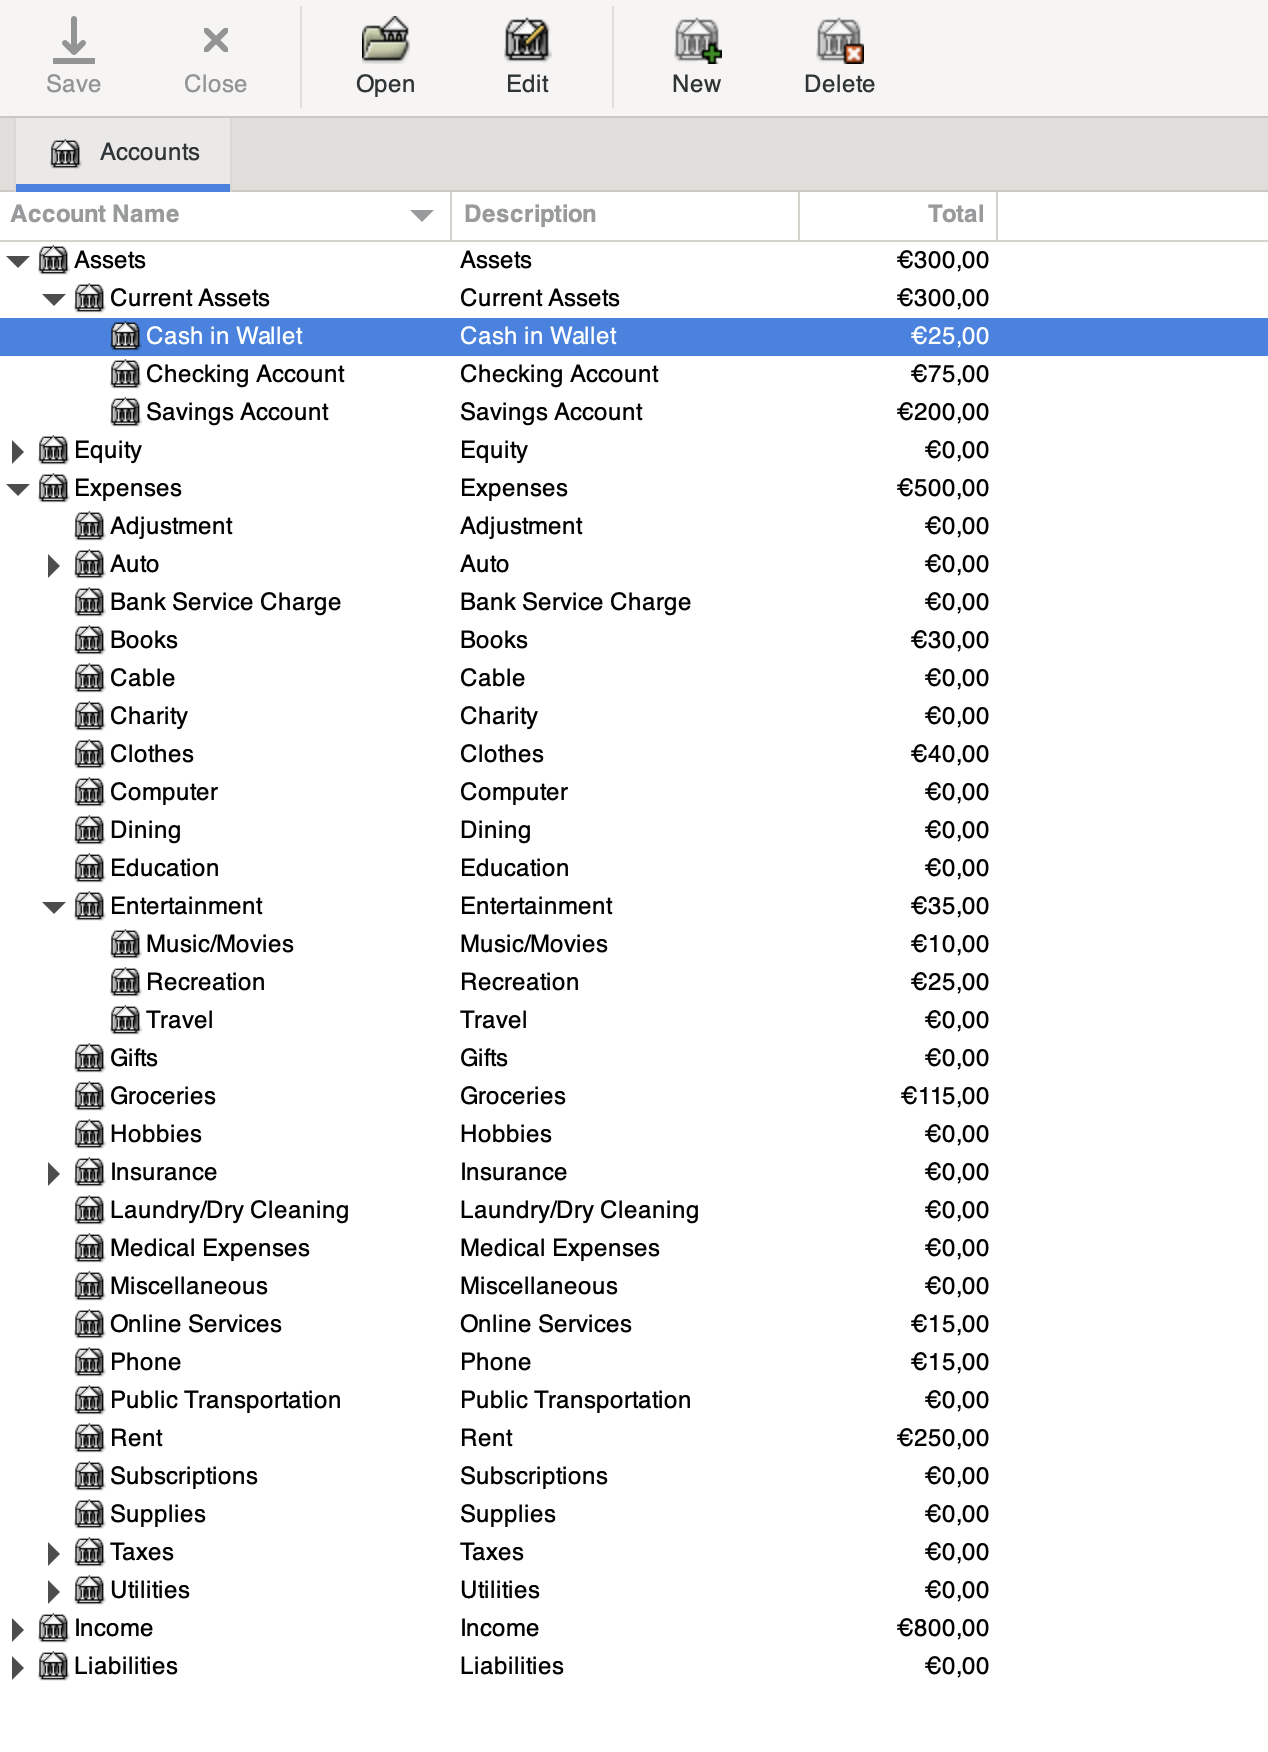 Save Close Open Edit New Delete
Accounts
Account Name Description Total
Assets Assets €300,00
Current Assets Current Assets €300,00
Cash in Wallet Cash in Wallet €25,00
Checking Account Checking Account €75,00
Savings Account Savings Account €200,00
Equity Equity €0,00
Expenses Expenses €500,00
Adjustment Adjustment €0,00
Auto Auto €0,00
Bank Service Charge Bank Service Charge €0,00
Books Books €30,00
Cable Cable €0,00
Charity Charity €0,00
Clothes Clothes €40,00
Computer Computer €0,00
Dining Dining €0,00
Education Education €0,00
Entertainment Entertainment €35,00
Music/Movies Music/Movies €10,00
Recreation Recreation €25,00
Travel Travel €0,00
Gifts Gifts €0,00
Groceries Groceries €115,00
Hobbies Hobbies €0,00
Insurance Insurance €0,00
Laundry/Dry Cleaning Laundry/Dry Cleaning €0,00
Medical Expenses Medical Expenses €0,00
Miscellaneous Miscellaneous €0,00
Online Services Online Services €15,00
Phone Phone €15,00
Public Transportation Public Transportation €0,00
Rent Rent €250,00
Subscriptions Subscriptions €0,00
Supplies Supplies €0,00
Taxes Taxes €0,00
Utilities Utilities €0,00
Income Income €800,00
Liabilities Liabilities €0,00